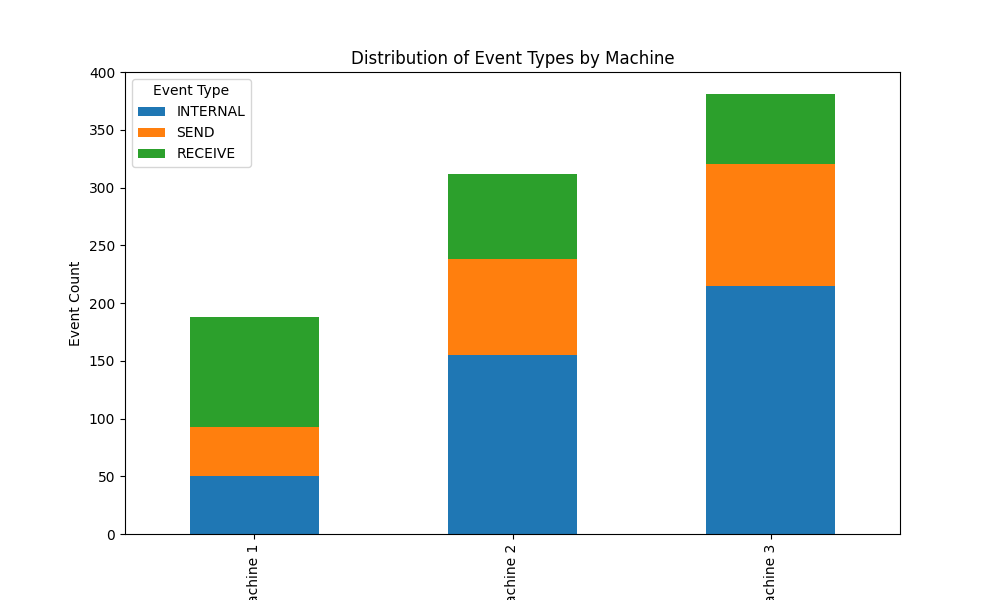 Distribution of Event Types by Machine
Event Type
INTERNAL
SEND
RECEIVE
Event Count
400
350
300
250
200
150
100
50
0
achine 1
achine 2
achine 3